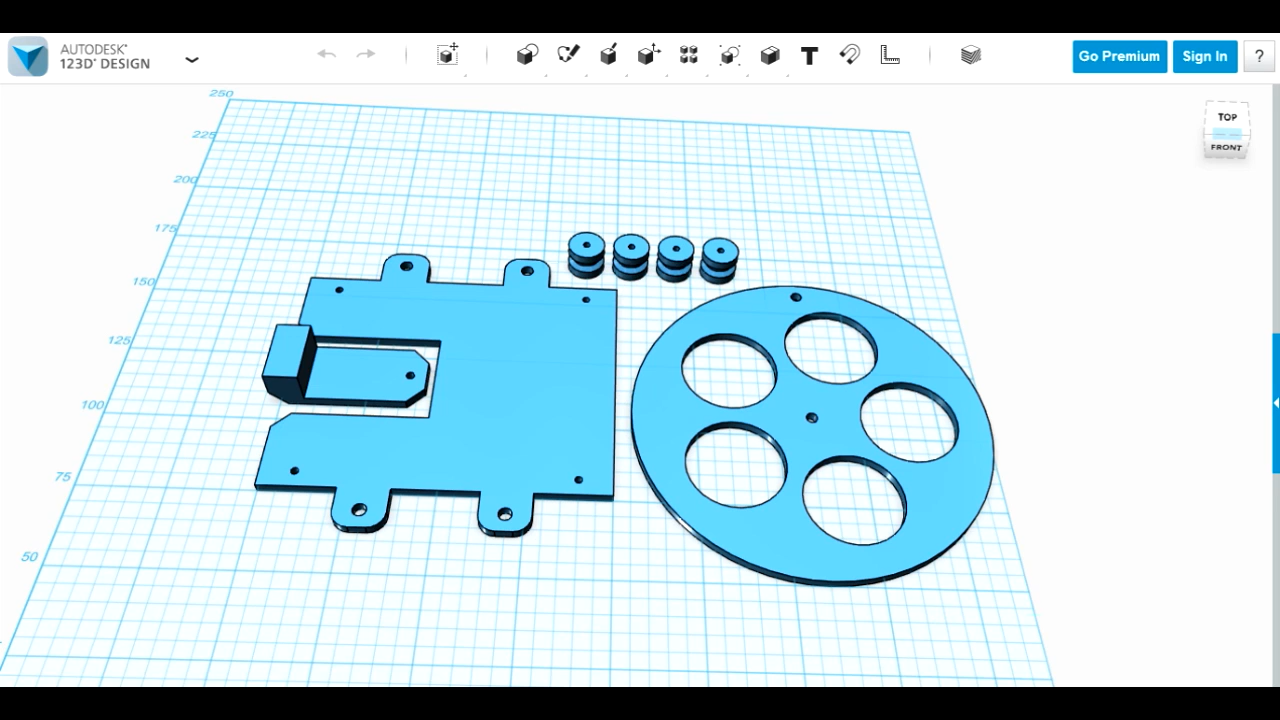 AUTODESK®
123D® DESIGN
Go Premium
Sign In
?
TOP
FRONT
250
225
200
175
150
125
100
75
50